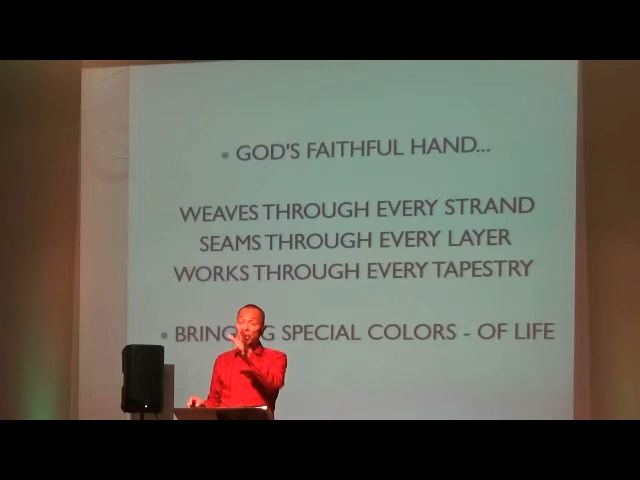 • GOD'S FAITHFUL HAND...
WEAVES THROUGH EVERY STRAND
SEAMS THROUGH EVERY LAYER
WORKS THROUGH EVERY TAPESTRY
• BRINGING SPECIAL COLORS - OF LIFE